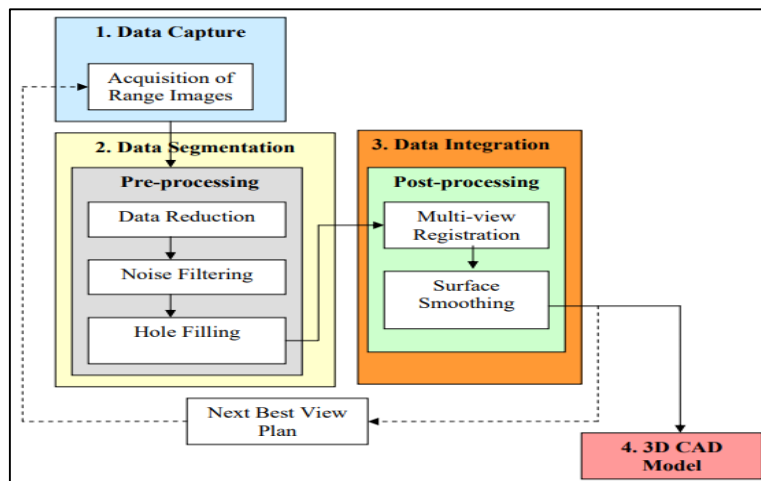 1. Data Capture
Acquisition of
Range Images
2. Data Segmentation
Pre-processing
Data Reduction
Noise Filtering
Hole Filling
3. Data Integration
Post-processing
Multi-view
Registration
Surface
Smoothing
Next Best View
Plan
4. 3D CAD
Model